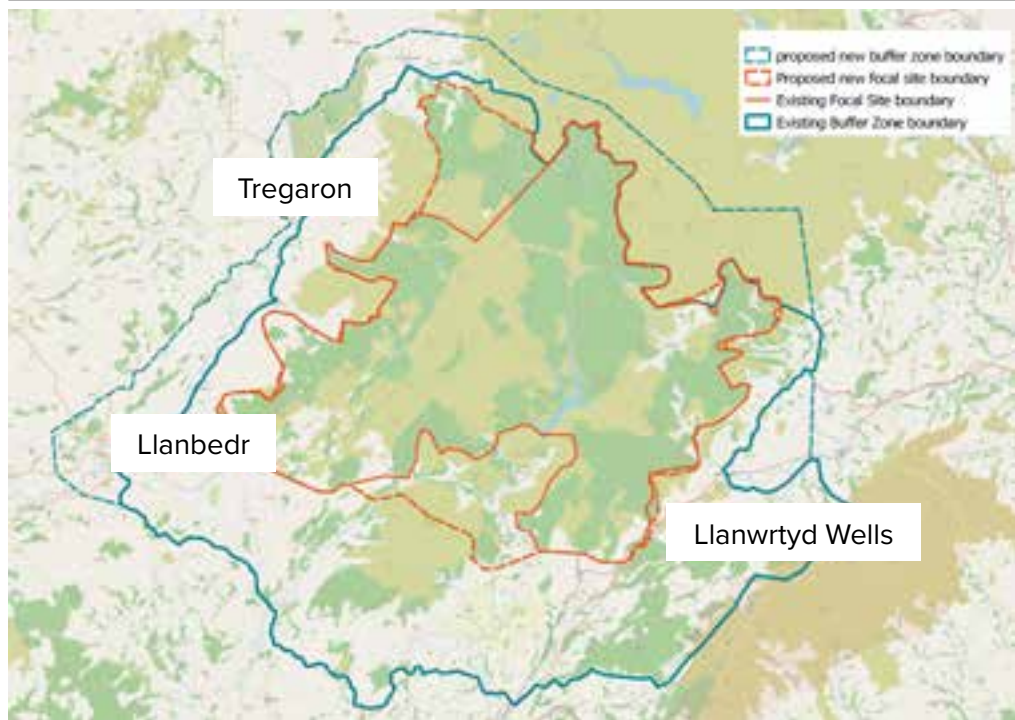 proposed new buffer zone boundary
Proposed new focal site boundary
Existing Focal Site boundary
Existing Buffer Zone boundary
Tregaron
Llanbedr
Llanwrtyd Wells